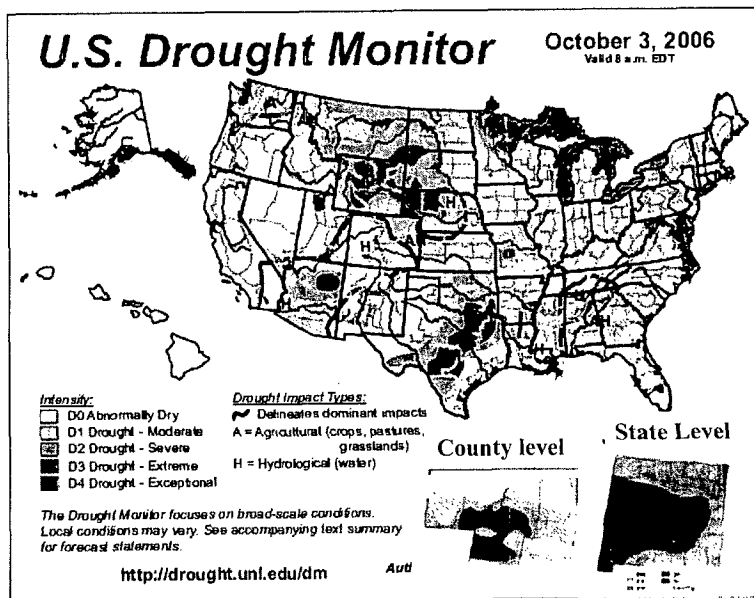 U.S. Drought Monitor
October 3, 2006
Valid 8 a.m. EDT
H
A
H
A
Intensity:
D0 Abnormally Dry
D1 Drought - Moderate
D2 Drought - Severe
D3 Drought - Extreme
D4 Drought - Exceptional
Drought Impact Types:
Delineates dominant impacts
A = Agricultural (crops, pastures,
grasslands)
H = Hydrological (water)
County level
State Level
The Drought Monitor focuses on broad-scale conditions.
Local conditions may vary. See accompanying text summary
for forecast statements.
http://drought.unl.edu/dm
Aut